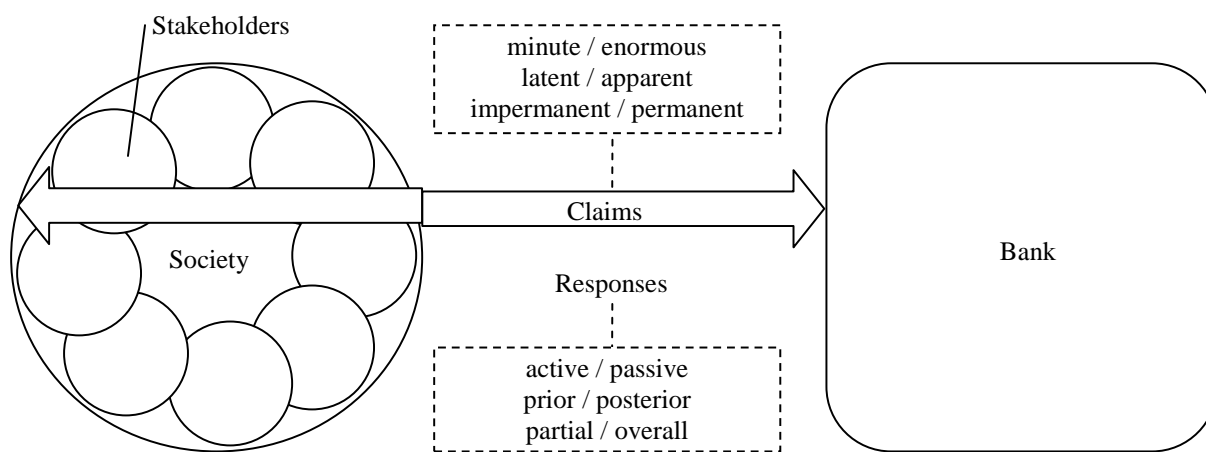 Stakeholders
minute / enormous
latent / apparent
impermanent / permanent
Claims
Society
Bank
Responses
active / passive
prior / posterior
partial / overall